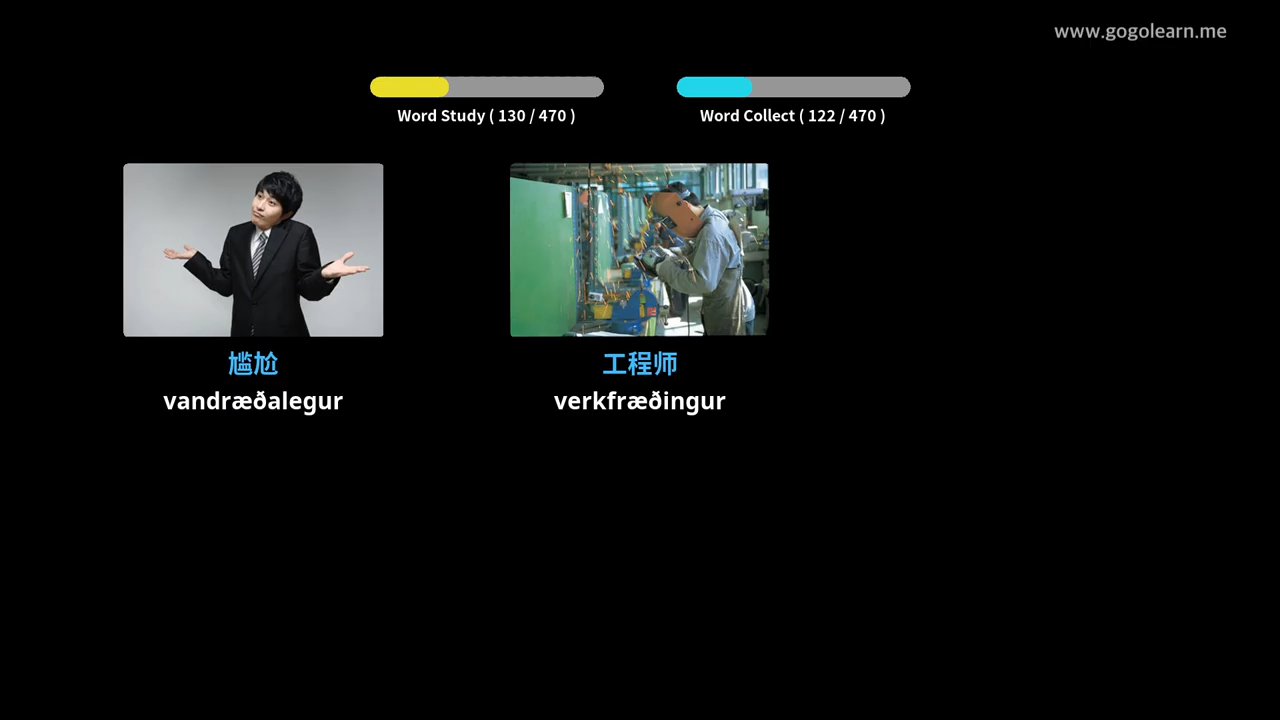 www.gogolearn.me
Word Study ( 130 / 470 )
Word Collect ( 122 / 470 )
尴尬
vandræðalegur
工程师
verkfræðingur